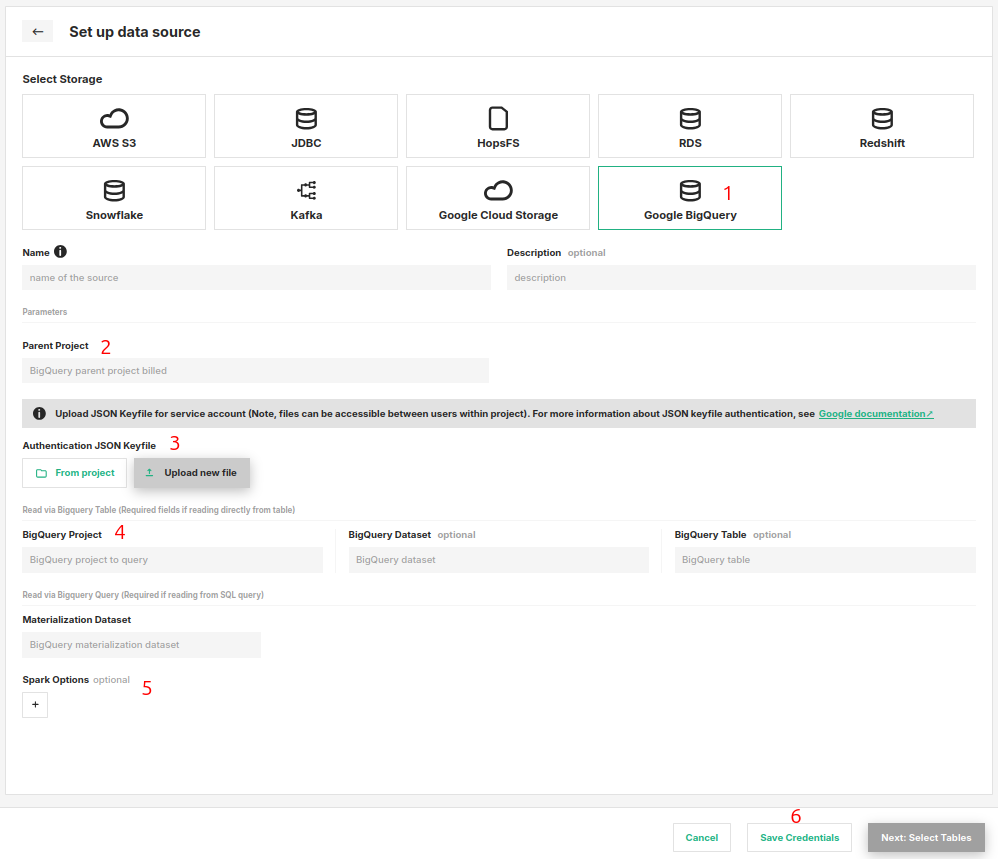 Set up data source
Select Storage
AWS S3
JDBC
HopsFS
RDS
Redshift
Snowflake
Kafka
Google Cloud Storage
Google BigQuery 1
Name
Description optional
name of the source
description
Parameters
Parent Project 2
BigQuery parent project billed
Upload JSON Keyfile for service account (Note, files can be accessible between users within project). For more information about JSON keyfile authentication, see Google documentation↗
Authentication JSON Keyfile 3
From project
Upload new file
Read via Bigquery Table (Required fields if reading directly from table)
BigQuery Project 4
BigQuery Dataset optional
BigQuery Table optional
BigQuery project to query
BigQuery dataset
BigQuery table
Read via Bigquery Query (Required if reading from SQL query)
Materialization Dataset
BigQuery materialization dataset
Spark Options optional 5
+
6
Cancel
Save Credentials
Next: Select Tables